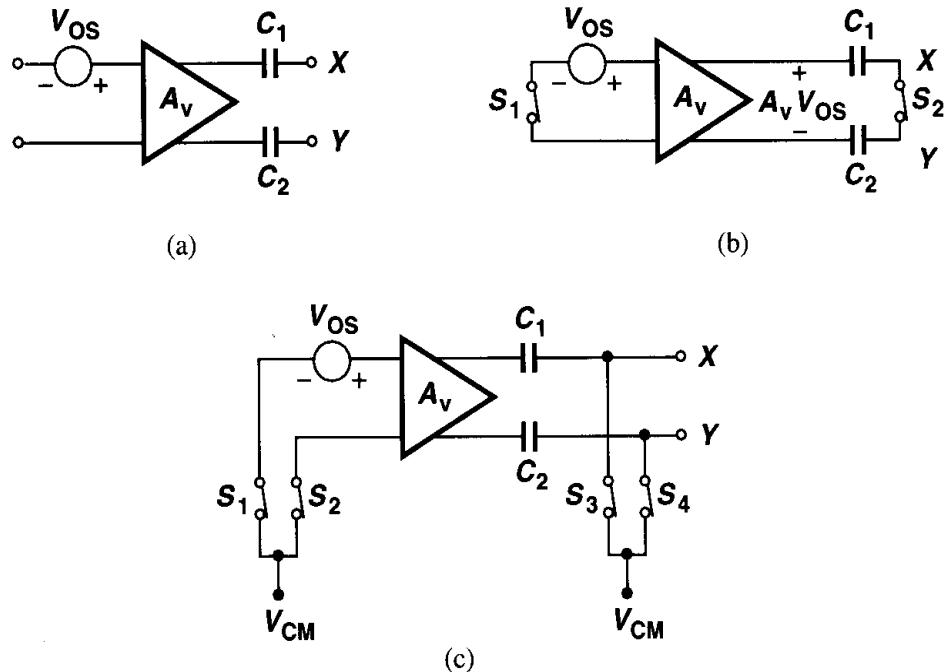 V_OS
C_1
V_OS
C_1
X
X
− +
A_v
− +
S_1
A_v
+
A_v V_OS
−
S_2
Y
C_2
C_2
Y
(a)
(b)
V_OS
C_1
X
− +
A_v
Y
C_2
S_1
S_2
S_3
S_4
V_CM
V_CM
(c)